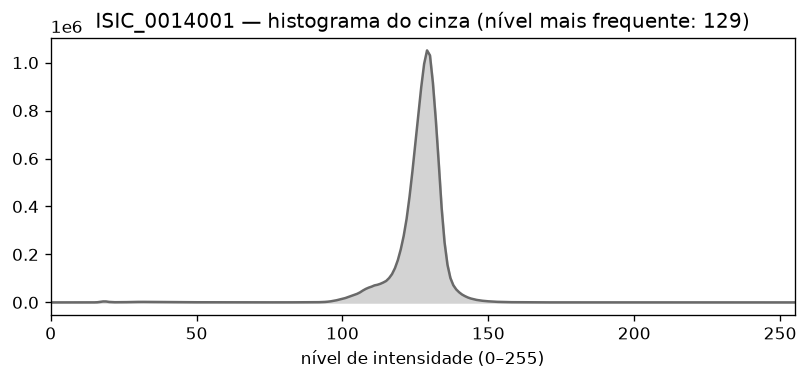 ISIC_0014001 — histograma do cinza (nível mais frequente: 129)
1e6
1.0
0.8
0.6
0.4
0.2
0.0
0 50 100 150 200 250
nível de intensidade (0–255)